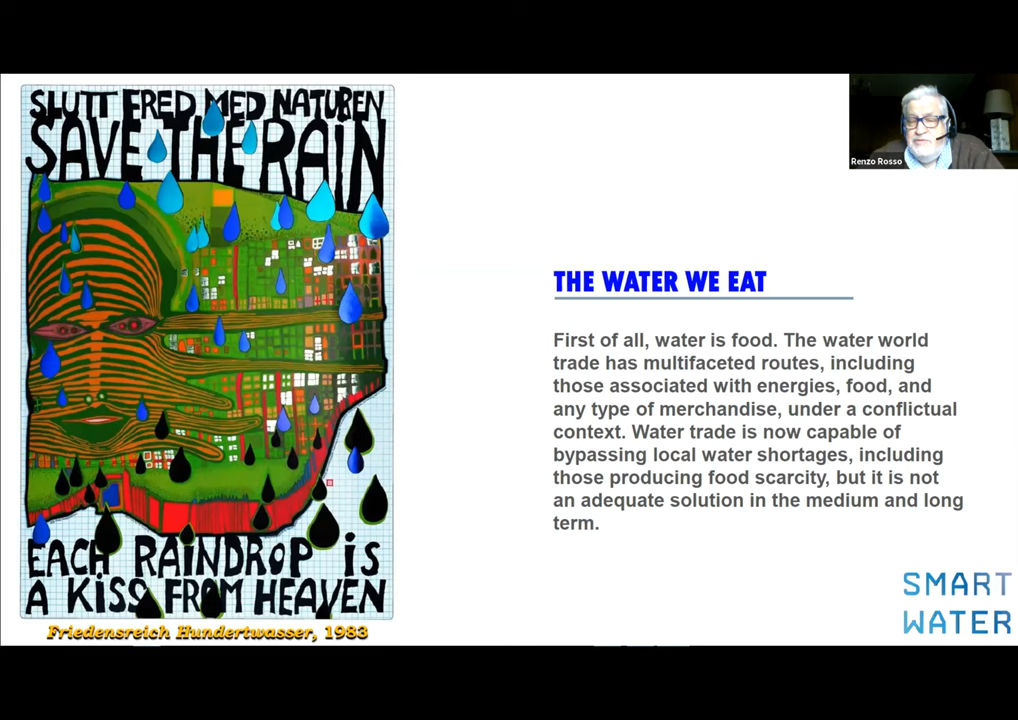 SLUTT FRED MED NATUREN
SAVE THE RAIN
EACH RAINDROP iS
A KiSS FROM HEAVEN
Friedensreich Hundertwasser, 1983
Renzo Rosso
THE WATER WE EAT
First of all, water is food. The water world
trade has multifaceted routes, including
those associated with energies, food, and
any type of merchandise, under a conflictual
context. Water trade is now capable of
bypassing local water shortages, including
those producing food scarcity, but it is not
an adequate solution in the medium and long
term.
SMART
WATER